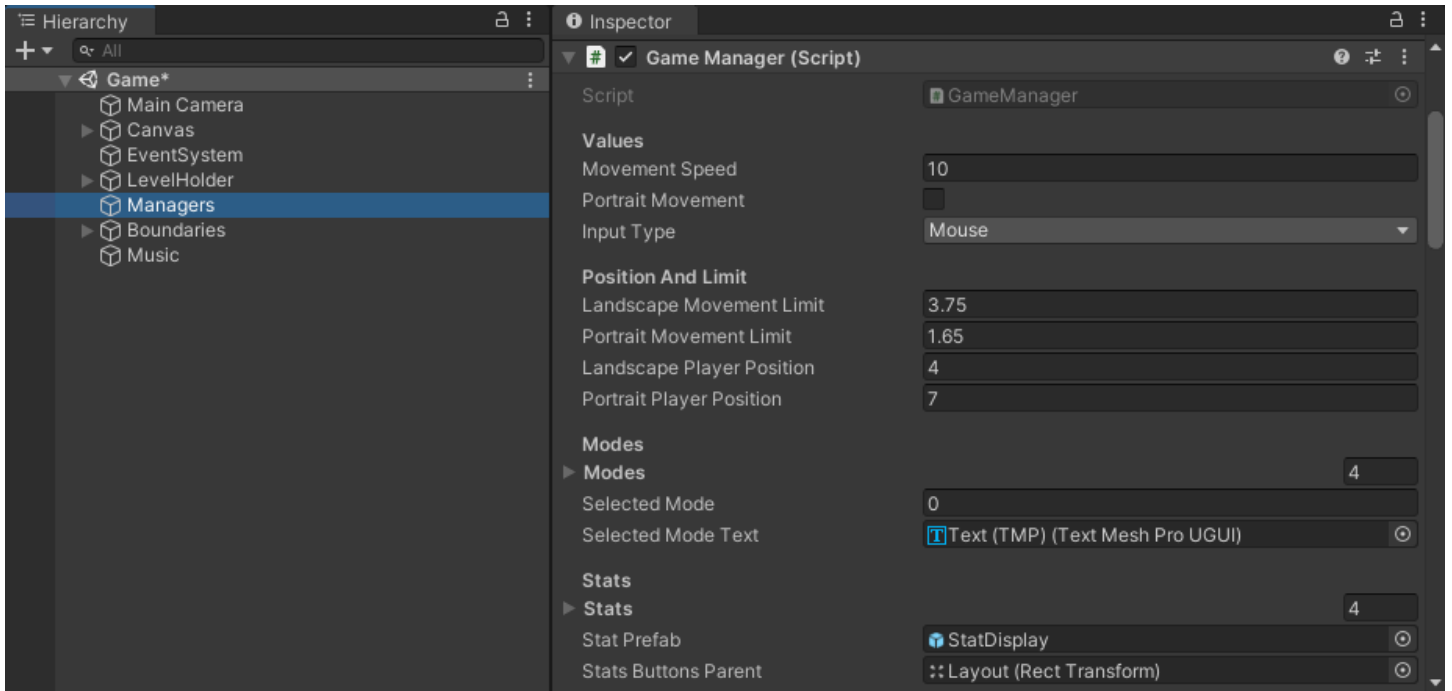 Hierarchy
All
Game*
Main Camera
Canvas
EventSystem
LevelHolder
Managers
Boundaries
Music
Inspector
# Game Manager (Script)
Script GameManager
Values
Movement Speed 10
Portrait Movement
Input Type Mouse
Position And Limit
Landscape Movement Limit 3.75
Portrait Movement Limit 1.65
Landscape Player Position 4
Portrait Player Position 7
Modes
Modes 4
Selected Mode 0
Selected Mode Text Text (TMP) (Text Mesh Pro UGUI)
Stats
Stats 4
Stat Prefab StatDisplay
Stats Buttons Parent Layout (Rect Transform)